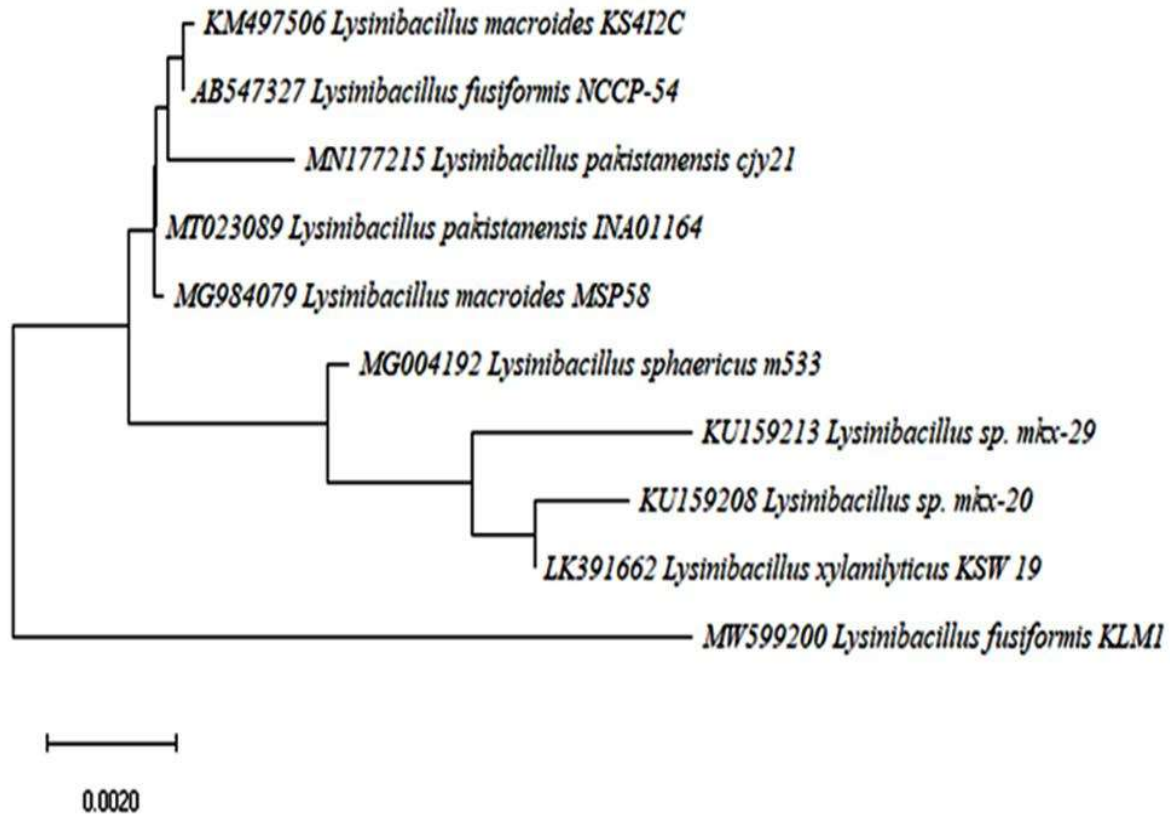 KM497506 Lysinibacillus macroides KS4I2C
AB547327 Lysinibacillus fusiformis NCCP-54
MN177215 Lysinibacillus pakistanensis cjy21
MT023089 Lysinibacillus pakistanensis INA01164
MG984079 Lysinibacillus macroides MSP58
MG004192 Lysinibacillus sphaericus m533
KU159213 Lysinibacillus sp. mkx-29
KU159208 Lysinibacillus sp. mkx-20
LK391662 Lysinibacillus xylanilyticus KSW 19
MW599200 Lysinibacillus fusiformis KLM1
0.0020